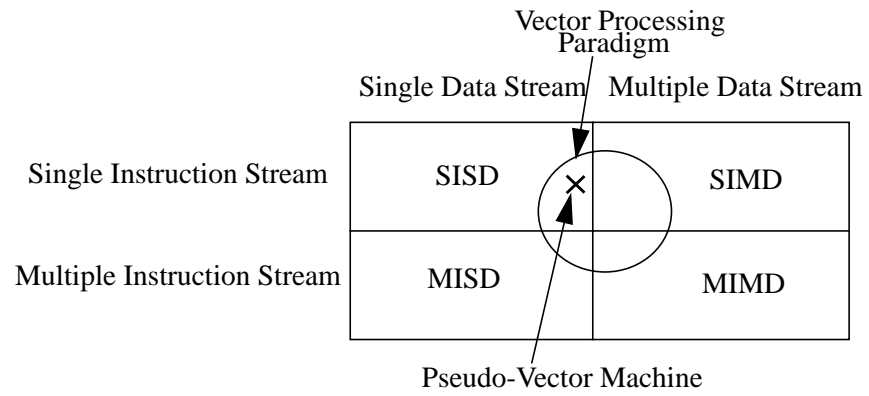 Vector Processing
Paradigm
Single Data Stream Multiple Data Stream
Single Instruction Stream SISD SIMD
Multiple Instruction Stream MISD MIMD
Pseudo-Vector Machine